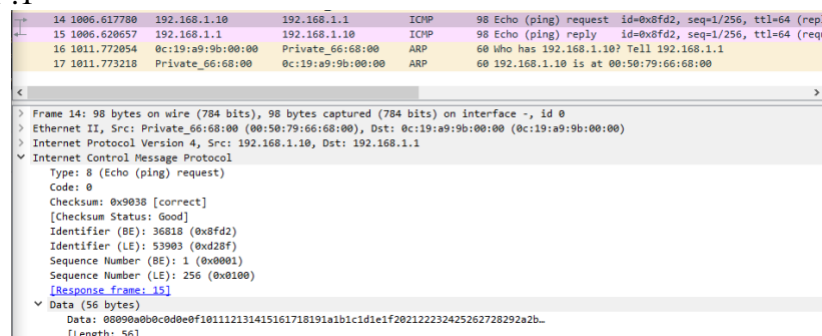 14 1006.617780 192.168.1.10 192.168.1.1 ICMP 98 Echo (ping) request id=0x8fd2, seq=1/256, ttl=64 (rep
15 1006.620657 192.168.1.1 192.168.1.10 ICMP 98 Echo (ping) reply id=0x8fd2, seq=1/256, ttl=64 (requ
16 1011.772054 0c:19:a9:9b:00:00 Private_66:68:00 ARP 60 Who has 192.168.1.10? Tell 192.168.1.1
17 1011.773218 Private_66:68:00 0c:19:a9:9b:00:00 ARP 60 192.168.1.10 is at 00:50:79:66:68:00
Frame 14: 98 bytes on wire (784 bits), 98 bytes captured (784 bits) on interface -, id 0
Ethernet II, Src: Private_66:68:00 (00:50:79:66:68:00), Dst: 0c:19:a9:9b:00:00 (0c:19:a9:9b:00:00)
Internet Protocol Version 4, Src: 192.168.1.10, Dst: 192.168.1.1
Internet Control Message Protocol
Type: 8 (Echo (ping) request)
Code: 0
Checksum: 0x9038 [correct]
[Checksum Status: Good]
Identifier (BE): 36818 (0x8fd2)
Identifier (LE): 53903 (0xd28f)
Sequence Number (BE): 1 (0x0001)
Sequence Number (LE): 256 (0x0100)
[Response frame: 15]
Data (56 bytes)
Data: 08090a0b0c0d0e0f101112131415161718191a1b1c1d1e1f202122232425262728292a2b…
[Length: 56]